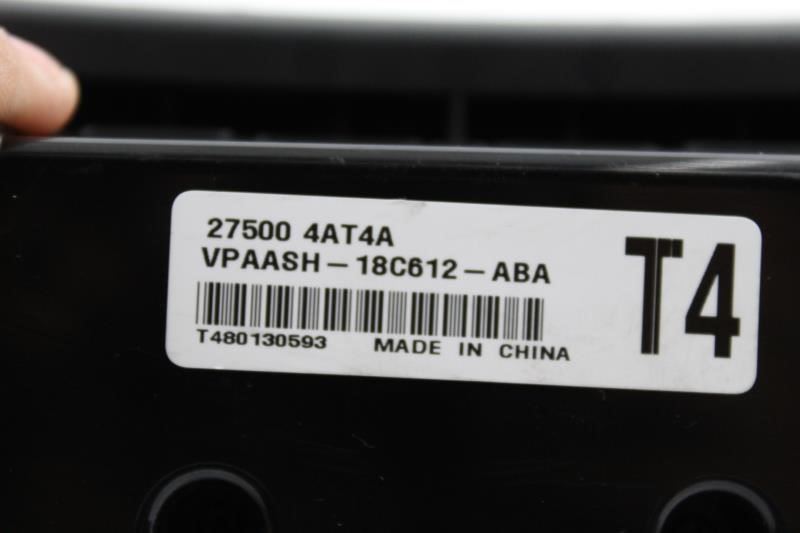 27500 4AT4A
VPAASH-18C612-ABA
T480130593 MADE IN CHINA
T4